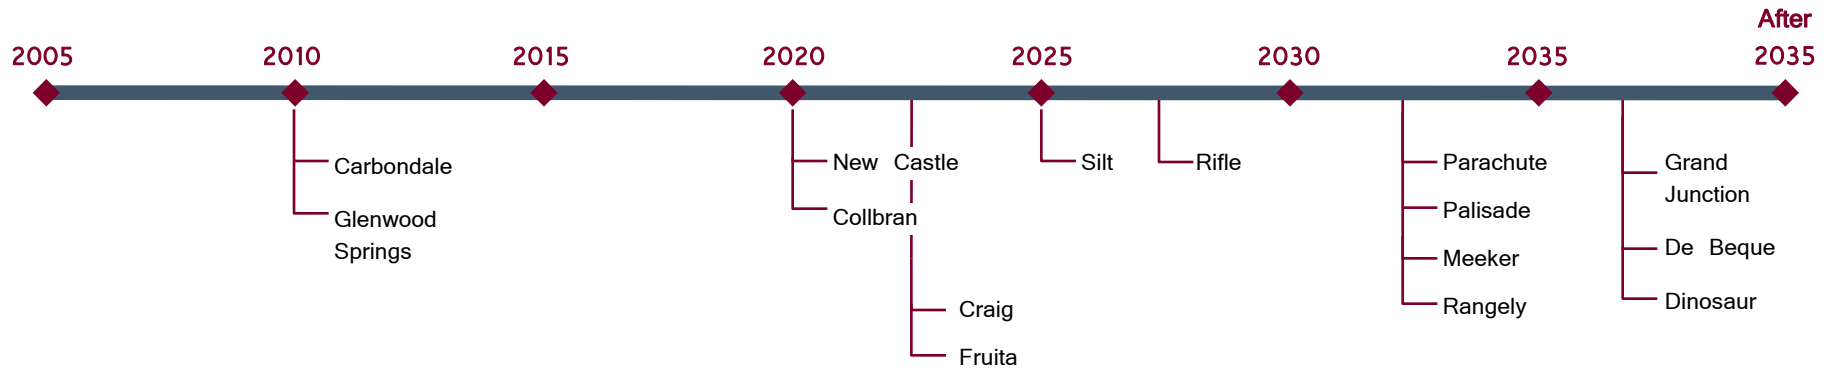 2005
2010
2015
2020
2025
2030
2035
After
2035
Carbondale
Glenwood
Springs
New Castle
Collbran
Craig
Fruita
Silt
Rifle
Parachute
Palisade
Meeker
Rangely
Grand
Junction
De Beque
Dinosaur